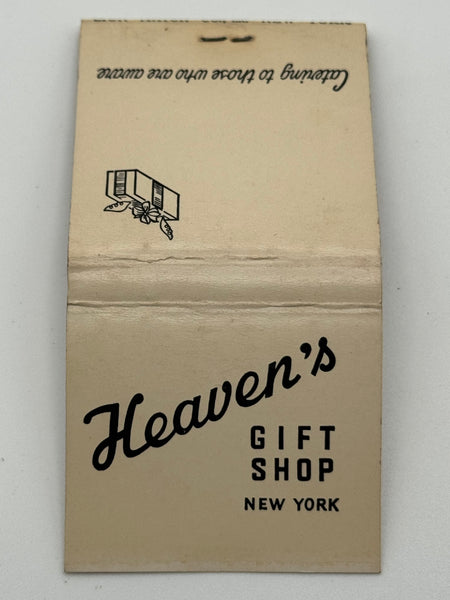 Catering to those who are aware
Heaven's
GIFT
SHOP
NEW YORK